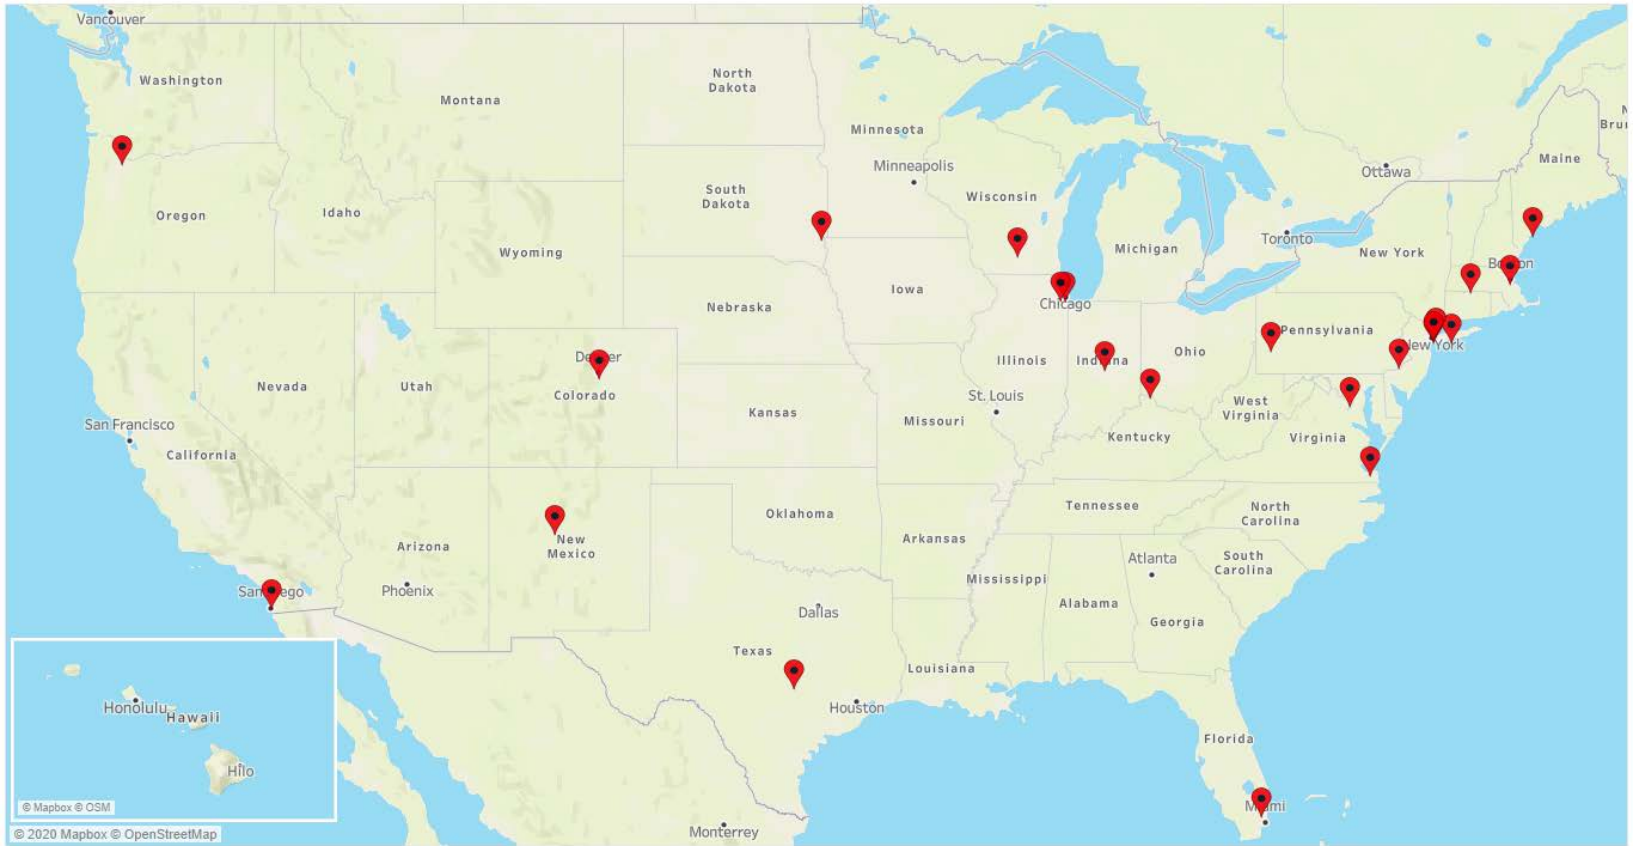 Vancouver
Washington
Montana
North
Dakota
Minnesota
Minneapolis
Ottawa
Maine
Oregon
Idaho
South
Dakota
Wisconsin
Michigan
Toronto
New York
Wyoming
Iowa
Chicago
Nebraska
Nevada
Utah
Colorado
Illinois
Ohio
Pennsylvania
New York
San Francisco
California
Kansas
St. Louis
Missouri
Kentucky
West
Virginia
Virginia
Arizona
Phoenix
New
Mexico
Oklahoma
Arkansas
Tennessee
North
Carolina
Mississippi
Alabama
Atlanta
Georgia
South
Carolina
Dallas
Texas
Houston
Louisiana
Florida
Honolulu
Hawaii
Hilo
© Mapbox © OSM
© 2020 Mapbox © OpenStreetMap
Monterrey